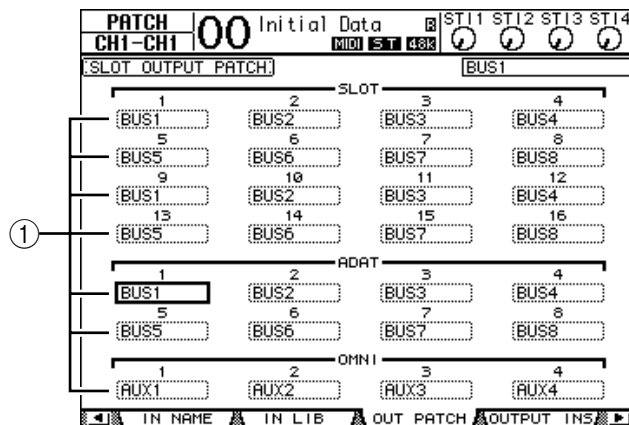 PATCH
CH1-CH1
00
Initial Data
MIDI ST 48K
STI1 STI2 STI3 STI4
SLOT OUTPUT PATCH
BUS1
SLOT
1 2 3 4
BUS1 BUS2 BUS3 BUS4
5 6 7 8
BUS5 BUS6 BUS7 BUS8
9 10 11 12
BUS1 BUS2 BUS3 BUS4
13 14 15 16
BUS5 BUS6 BUS7 BUS8
①
ADAT
1 2 3 4
BUS1 BUS2 BUS3 BUS4
5 6 7 8
BUS5 BUS6 BUS7 BUS8
OMNI
1 2 3 4
AUX1 AUX2 AUX3 AUX4
IN NAME IN LIB OUT PATCH OUTPUT INS